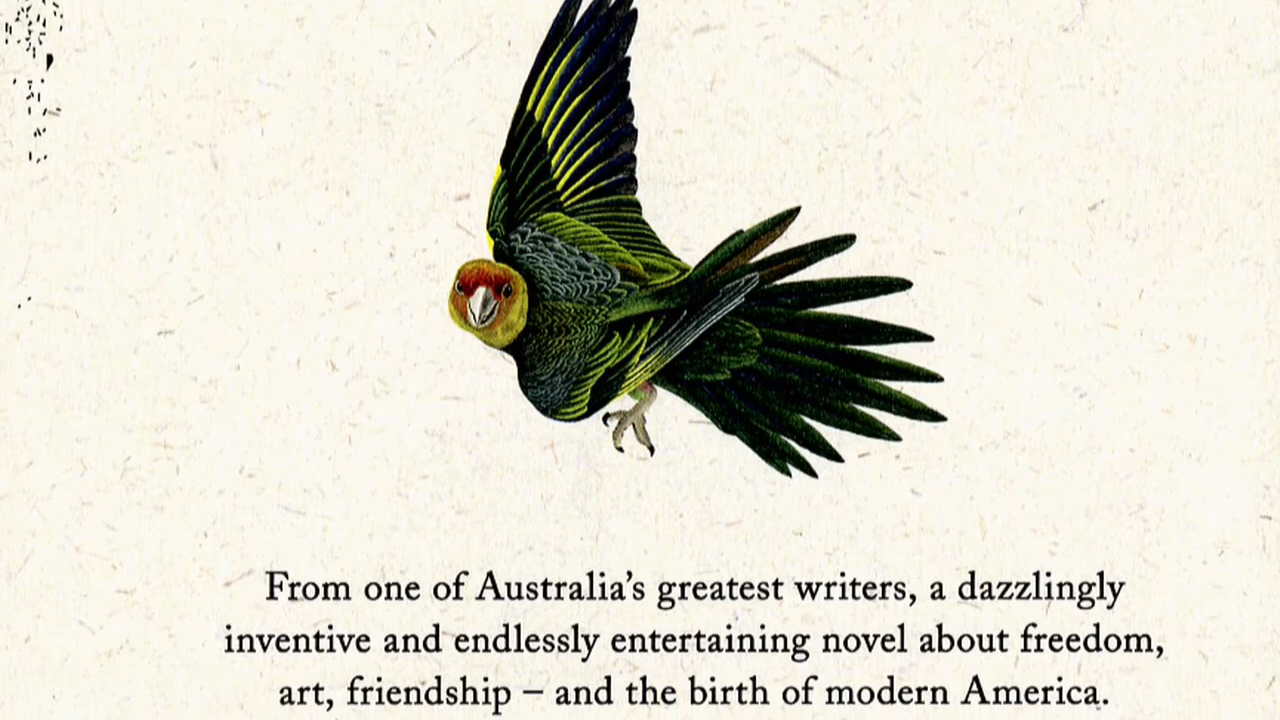 From one of Australia’s greatest writers, a dazzlingly
inventive and endlessly entertaining novel about freedom,
art, friendship – and the birth of modern America.